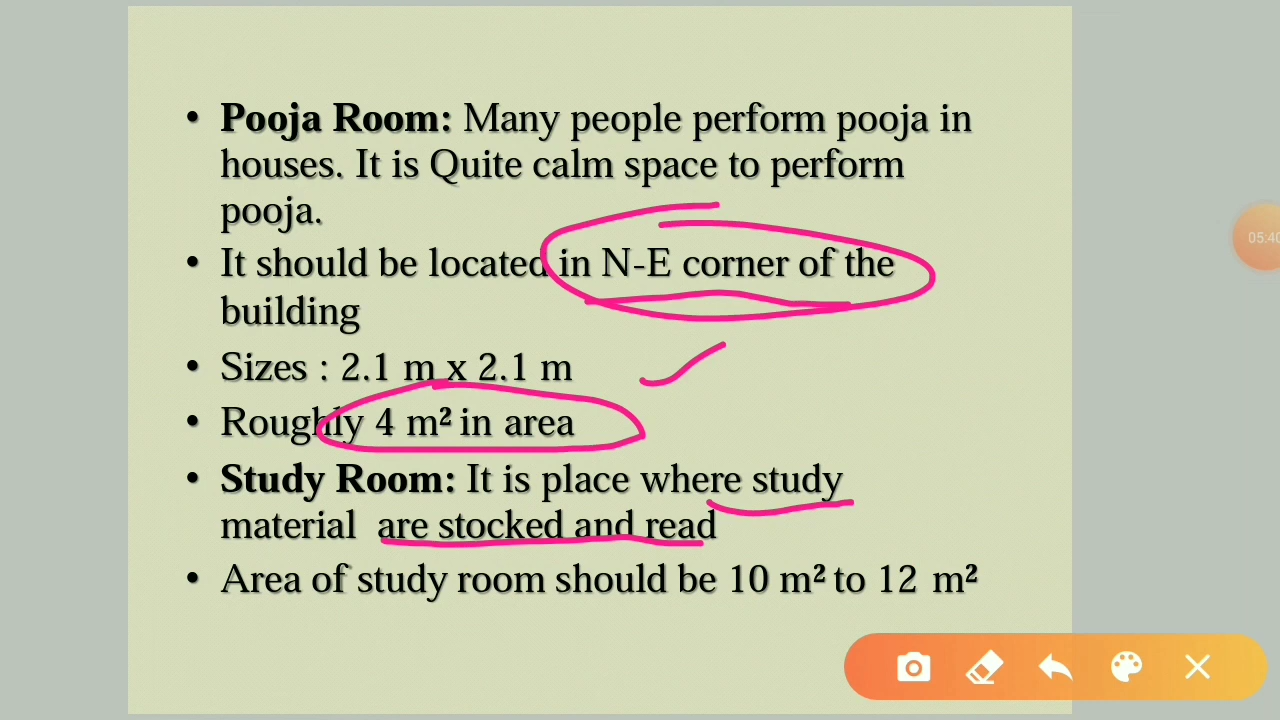 • Pooja Room: Many people perform pooja in
houses. It is Quite calm space to perform
pooja.
• It should be located in N-E corner of the
building
• Sizes : 2.1 m x 2.1 m
• Roughly 4 m² in area
• Study Room: It is place where study
material are stocked and read
• Area of study room should be 10 m² to 12 m²
05:40